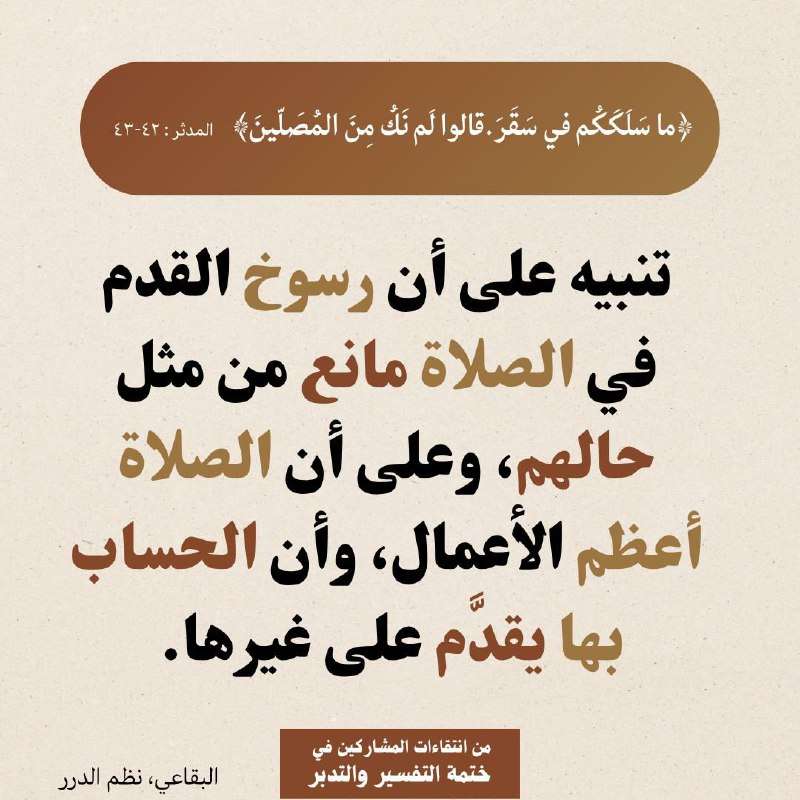 ﴿ما سَلَكَكُم في سَقَرَ.قالوا لَم نَكُ مِنَ المُصَلّينَ﴾ المدثر: ٤٢-٤٣
تنبيه على أن رسوخ القدم
في الصلاة مانع من مثل
حالهم، وعلى أن الصلاة
أعظم الأعمال، وأن الحساب
بها يقدَّم على غيرها.
من انتقاءات المشاركين في
ختمة التفسير والتدبر
البقاعي، نظم الدرر